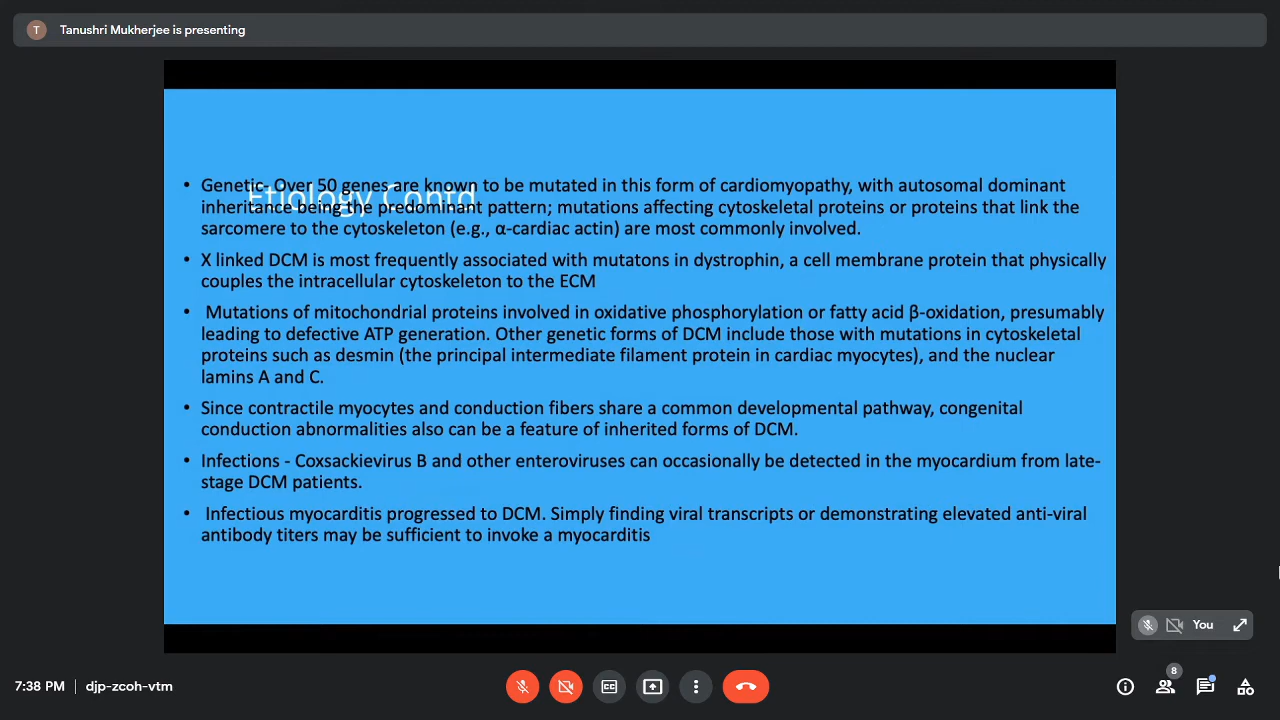 T Tanushri Mukherjee is presenting
Etiology Contd
• Genetic- Over 50 genes are known to be mutated in this form of cardiomyopathy, with autosomal dominant
inheritance being the predominant pattern; mutations affecting cytoskeletal proteins or proteins that link the
sarcomere to the cytoskeleton (e.g., α-cardiac actin) are most commonly involved.
• X linked DCM is most frequently associated with mutatons in dystrophin, a cell membrane protein that physically
couples the intracellular cytoskeleton to the ECM
• Mutations of mitochondrial proteins involved in oxidative phosphorylation or fatty acid β-oxidation, presumably
leading to defective ATP generation. Other genetic forms of DCM include those with mutations in cytoskeletal
proteins such as desmin (the principal intermediate filament protein in cardiac myocytes), and the nuclear
lamins A and C.
• Since contractile myocytes and conduction fibers share a common developmental pathway, congenital
conduction abnormalities also can be a feature of inherited forms of DCM.
• Infections - Coxsackievirus B and other enteroviruses can occasionally be detected in the myocardium from late-
stage DCM patients.
• Infectious myocarditis progressed to DCM. Simply finding viral transcripts or demonstrating elevated anti-viral
antibody titers may be sufficient to invoke a myocarditis
You
7:38 PM | djp-zcoh-vtm
CC
8